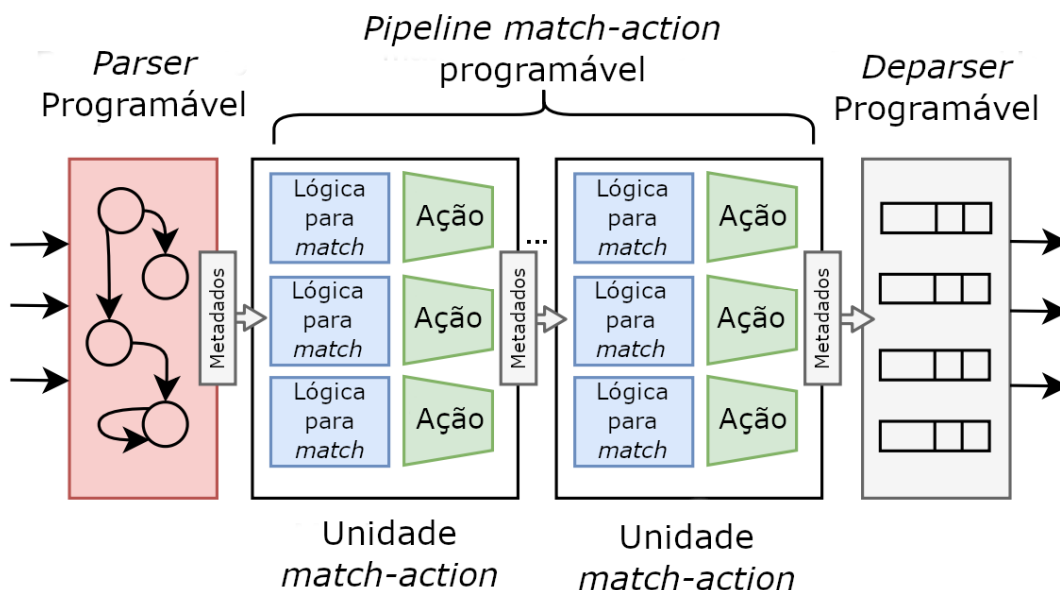 Parser
Programável
Pipeline match-action
programável
Deparser
Programável
Metadados
Lógica
para
match
Ação
Lógica
para
match
Ação
Lógica
para
match
Ação
...
Metadados
Lógica
para
match
Ação
Lógica
para
match
Ação
Lógica
para
match
Ação
Metadados
Unidade
match-action
Unidade
match-action